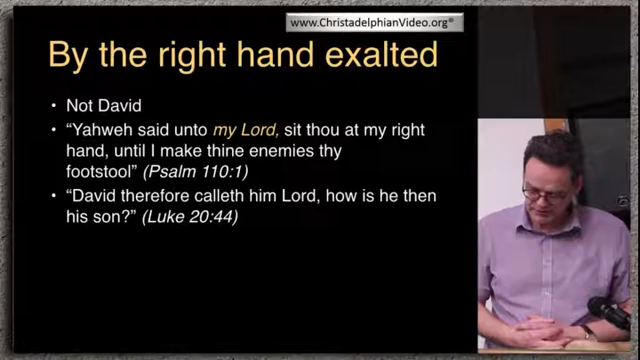 www.ChristadelphianVideo.org®
By the right hand exalted
• Not David
• “Yahweh said unto my Lord, sit thou at my right
hand, until I make thine enemies thy
footstool” (Psalm 110:1)
• “David therefore calleth him Lord, how is he then
his son?” (Luke 20:44)